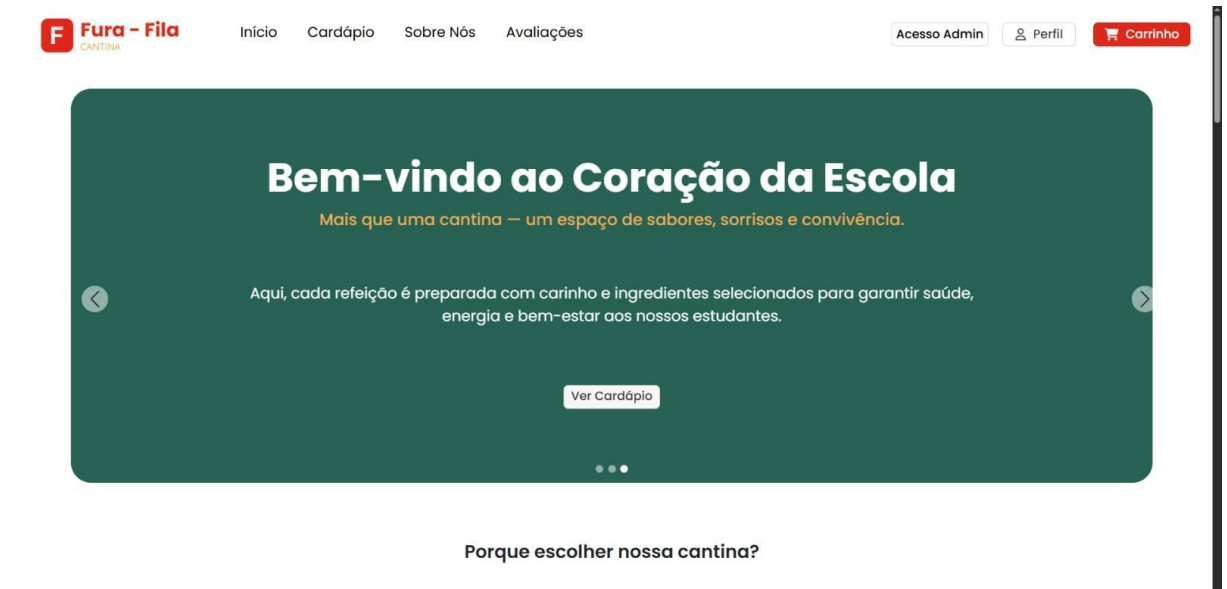 F
Fura - Fila
CANTINA
Início
Cardápio
Sobre Nós
Avaliações
Acesso Admin
Perfil
Carrinho
Bem-vindo ao Coração da Escola
Mais que uma cantina — um espaço de sabores, sorrisos e convivência.
Aqui, cada refeição é preparada com carinho e ingredientes selecionados para garantir saúde,
energia e bem-estar aos nossos estudantes.
Ver Cardápio
Porque escolher nossa cantina?